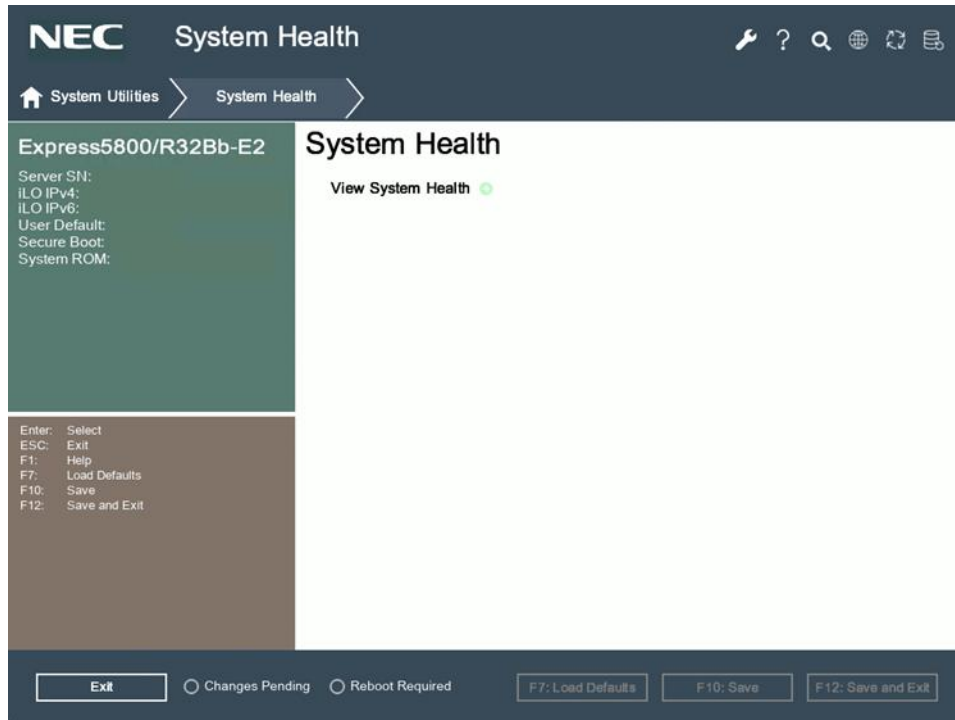 NEC System Health
?
System Utilities
System Health
Express5800/R32Bb-E2
Server SN:
iLO IPv4:
iLO IPv6:
User Default:
Secure Boot:
System ROM:
System Health
View System Health
Enter: Select
ESC: Exit
F1: Help
F7: Load Defaults
F10: Save
F12: Save and Exit
Exit
Changes Pending
Reboot Required
F7: Load Defaults
F10: Save
F12: Save and Exit